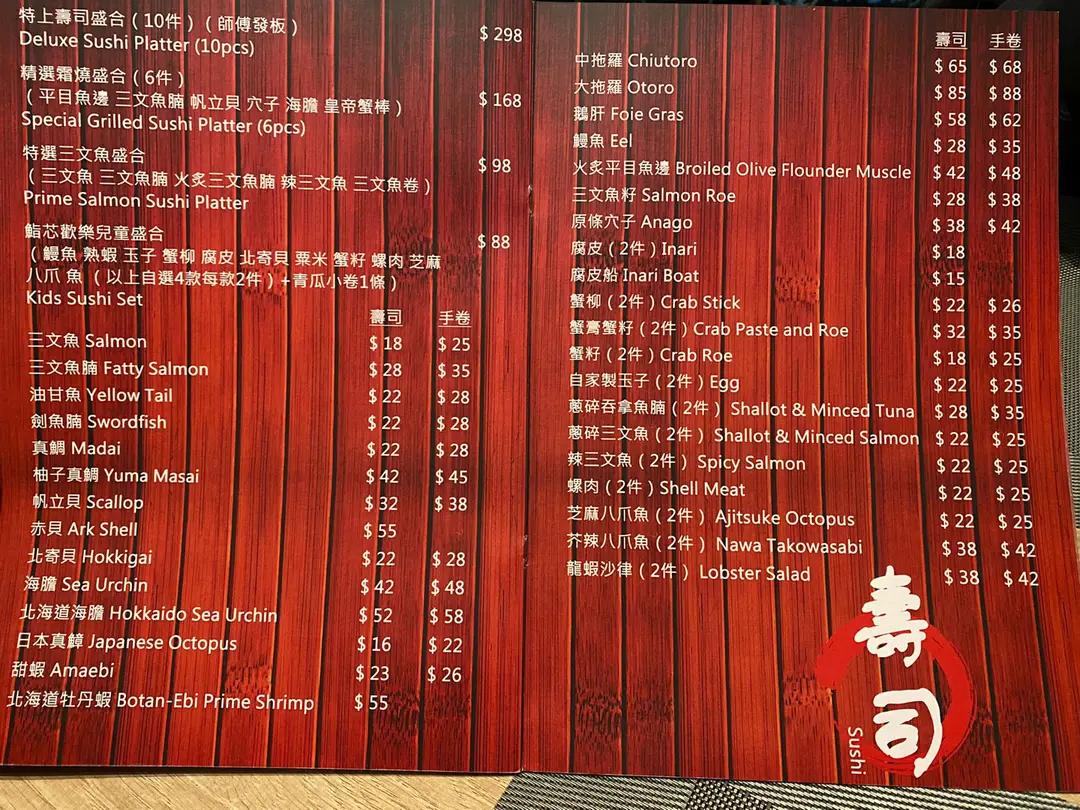 特上壽司盛合（10件）（師傅發板）
Deluxe Sushi Platter (10pcs) $ 298
精選霜燒盛合（6件）
（平目魚邊 三文魚腩 帆立貝 穴子 海膽 皇帝蟹棒） $ 168
Special Grilled Sushi Platter (6pcs)
特選三文魚盛合
（三文魚 三文魚腩 火炙三文魚腩 辣三文魚 三文魚卷） $ 98
Prime Salmon Sushi Platter
鮨芯歡樂兒童盛合 $ 88
（鰻魚 熟蝦 玉子 蟹柳 腐皮 北寄貝 粟米 蟹籽 螺肉 芝麻
八爪 魚 （以上自選4款每款2件）+青瓜小卷1條）
Kids Sushi Set
壽司 手卷
三文魚 Salmon $ 18 $ 25
三文魚腩 Fatty Salmon $ 28 $ 35
油甘魚 Yellow Tail $ 22 $ 28
劍魚腩 Swordfish $ 22 $ 28
真鯛 Madai $ 22 $ 28
柚子真鯛 Yuma Masai $ 42 $ 45
帆立貝 Scallop $ 32 $ 38
赤貝 Ark Shell $ 55
北寄貝 Hokkigai $ 22 $ 28
海膽 Sea Urchin $ 42 $ 48
北海道海膽 Hokkaido Sea Urchin $ 52 $ 58
日本真鱆 Japanese Octopus $ 16 $ 22
甜蝦 Amaebi $ 23 $ 26
北海道牡丹蝦 Botan-Ebi Prime Shrimp $ 55
壽司 手卷
中拖羅 Chiutoro $ 65 $ 68
大拖羅 Otoro $ 85 $ 88
鵝肝 Foie Gras $ 58 $ 62
鰻魚 Eel $ 28 $ 35
火炙平目魚邊 Broiled Olive Flounder Muscle $ 42 $ 48
三文魚籽 Salmon Roe $ 28 $ 38
原條穴子 Anago $ 38 $ 42
腐皮（2件）Inari $ 18
腐皮船 Inari Boat $ 15
蟹柳（2件）Crab Stick $ 22 $ 26
蟹膏蟹籽（2件）Crab Paste and Roe $ 32 $ 35
蟹籽（2件）Crab Roe $ 18 $ 25
自家製玉子（2件）Egg $ 22 $ 25
蔥碎吞拿魚腩（2件） Shallot & Minced Tuna $ 28 $ 35
蔥碎三文魚（2件） Shallot & Minced Salmon $ 22 $ 25
辣三文魚（2件） Spicy Salmon $ 22 $ 25
螺肉（2件）Shell Meat $ 22 $ 25
芝麻八爪魚（2件） Ajitsuke Octopus $ 22 $ 25
芥辣八爪魚（2件） Nawa Takowasabi $ 38 $ 42
龍蝦沙律（2件） Lobster Salad $ 38 $ 42
壽司
Sushi